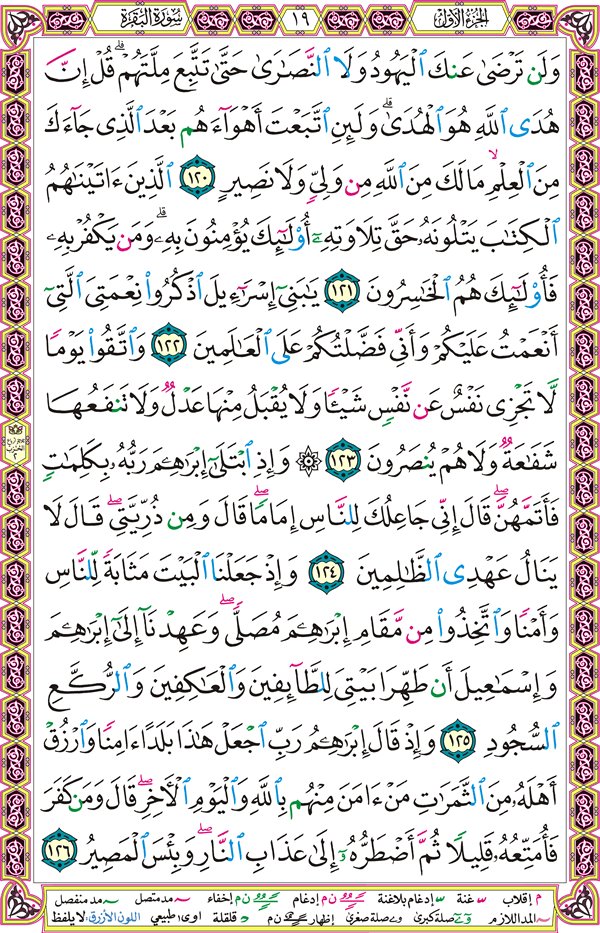 الجزء الأول
١٩
سورة البقرة
وَلَن تَرْضَىٰ عَنكَ ٱلْيَهُودُ وَلَا ٱلنَّصَٰرَىٰ حَتَّىٰ تَتَّبِعَ مِلَّتَهُمْ ۗ قُلْ إِنَّ
هُدَى ٱللَّهِ هُوَ ٱلْهُدَىٰ ۗ وَلَئِنِ ٱتَّبَعْتَ أَهْوَآءَهُم بَعْدَ ٱلَّذِى جَآءَكَ
مِنَ ٱلْعِلْمِ ۙ مَا لَكَ مِنَ ٱللَّهِ مِن وَلِىٍّ وَلَا نَصِيرٍ ١٢٠ ٱلَّذِينَ ءَاتَيْنَٰهُمُ
ٱلْكِتَٰبَ يَتْلُونَهُۥ حَقَّ تِلَاوَتِهِۦٓ أُو۟لَٰٓئِكَ يُؤْمِنُونَ بِهِۦ ۗ وَمَن يَكْفُرْ بِهِۦ
فَأُو۟لَٰٓئِكَ هُمُ ٱلْخَٰسِرُونَ ١٢١ يَٰبَنِىٓ إِسْرَٰٓءِيلَ ٱذْكُرُوا۟ نِعْمَتِىَ ٱلَّتِىٓ
أَنْعَمْتُ عَلَيْكُمْ وَأَنِّى فَضَّلْتُكُمْ عَلَى ٱلْعَٰلَمِينَ ١٢٢ وَٱتَّقُوا۟ يَوْمًا
لَّا تَجْزِى نَفْسٌ عَن نَّفْسٍ شَيْـًٔا وَلَا يُقْبَلُ مِنْهَا عَدْلٌ وَلَا تَنفَعُهَا
شَفَٰعَةٌ وَلَا هُمْ يُنصَرُونَ ١٢٣ ۞ وَإِذِ ٱبْتَلَىٰٓ إِبْرَٰهِۦمَ رَبُّهُۥ بِكَلِمَٰتٍ
فَأَتَمَّهُنَّ ۖ قَالَ إِنِّى جَاعِلُكَ لِلنَّاسِ إِمَامًا ۖ قَالَ وَمِن ذُرِّيَّتِى ۖ قَالَ لَا
يَنَالُ عَهْدِى ٱلظَّٰلِمِينَ ١٢٤ وَإِذْ جَعَلْنَا ٱلْبَيْتَ مَثَابَةً لِّلنَّاسِ
وَأَمْنًا وَٱتَّخِذُوا۟ مِن مَّقَامِ إِبْرَٰهِۦمَ مُصَلًّى ۖ وَعَهِدْنَآ إِلَىٰٓ إِبْرَٰهِۦمَ
وَإِسْمَٰعِيلَ أَن طَهِّرَا بَيْتِىَ لِلطَّآئِفِينَ وَٱلْعَٰكِفِينَ وَٱلرُّكَّعِ
ٱلسُّجُودِ ١٢٥ وَإِذْ قَالَ إِبْرَٰهِۦمُ رَبِّ ٱجْعَلْ هَٰذَا بَلَدًا ءَامِنًا وَٱرْزُقْ
أَهْلَهُۥ مِنَ ٱلثَّمَرَٰتِ مَنْ ءَامَنَ مِنْهُم بِٱللَّهِ وَٱلْيَوْمِ ٱلْءَاخِرِ ۖ قَالَ وَمَن كَفَرَ
فَأُمَتِّعُهُۥ قَلِيلًا ثُمَّ أَضْطَرُّهُۥٓ إِلَىٰ عَذَابِ ٱلنَّارِ ۖ وَبِئْسَ ٱلْمَصِيرُ ١٢٦
م إقلاب غنة إدغام بلاغنة ن م إدغام ن م إخفاء مد متصل مد منفصل
المد اللازم صلة كبرى صلة صغرى إظهار ن م قلقلة اوى: طبيعي اللون الأزرق: لا يلفظ